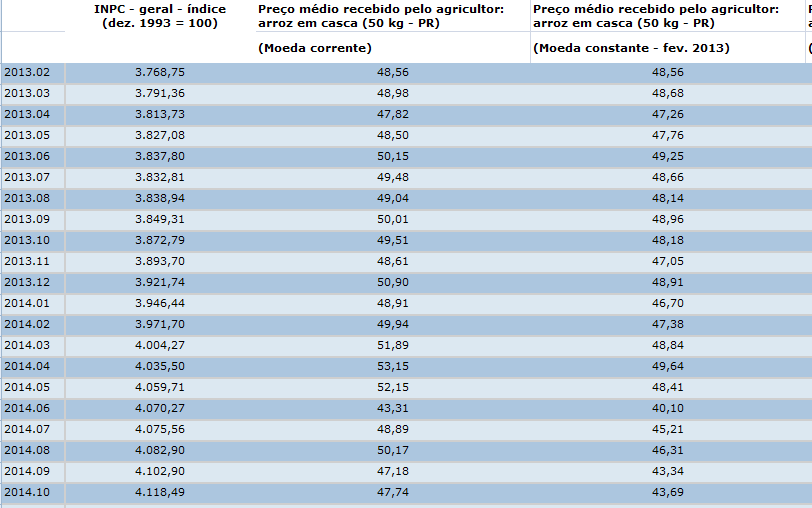 INPC - geral - índice Preço médio recebido pelo agricultor: Preço médio recebido pelo agricultor:
(dez. 1993 = 100) arroz em casca (50 kg - PR) arroz em casca (50 kg - PR)
(Moeda corrente) (Moeda constante - fev. 2013)
2013.02 3.768,75 48,56 48,56
2013.03 3.791,36 48,98 48,68
2013.04 3.813,73 47,82 47,26
2013.05 3.827,08 48,50 47,76
2013.06 3.837,80 50,15 49,25
2013.07 3.832,81 49,48 48,66
2013.08 3.838,94 49,04 48,14
2013.09 3.849,31 50,01 48,96
2013.10 3.872,79 49,51 48,18
2013.11 3.893,70 48,61 47,05
2013.12 3.921,74 50,90 48,91
2014.01 3.946,44 48,91 46,70
2014.02 3.971,70 49,94 47,38
2014.03 4.004,27 51,89 48,84
2014.04 4.035,50 53,15 49,64
2014.05 4.059,71 52,15 48,41
2014.06 4.070,27 43,31 40,10
2014.07 4.075,56 48,89 45,21
2014.08 4.082,90 50,17 46,31
2014.09 4.102,90 47,18 43,34
2014.10 4.118,49 47,74 43,69